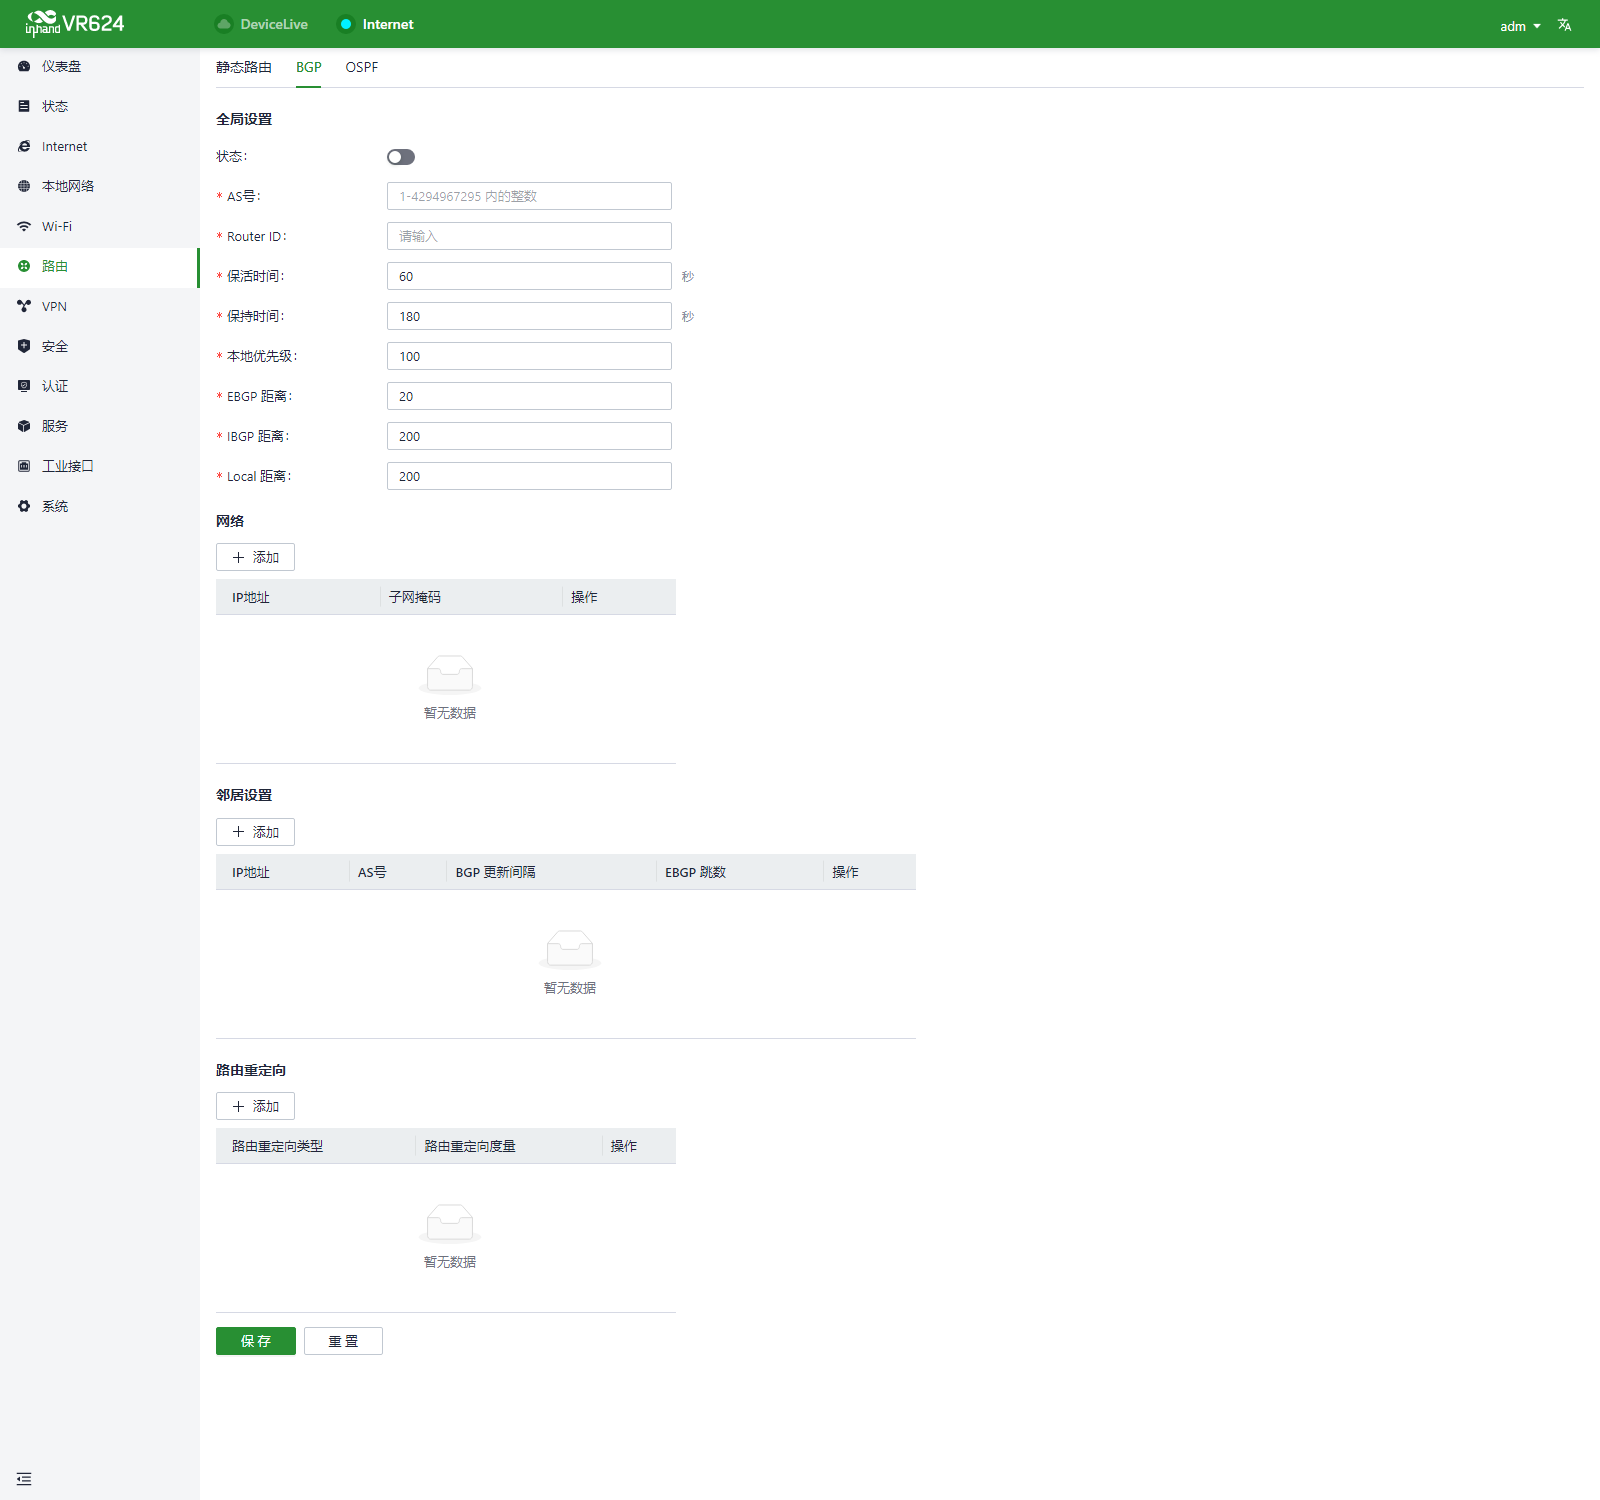 inhand VR624
DeviceLive
Internet
adm
仪表盘
状态
Internet
本地网络
Wi-Fi
路由
VPN
安全
认证
服务
工业接口
系统
静态路由 BGP OSPF
全局设置
状态：
* AS号： 1-4294967295 内的整数
* Router ID： 请输入
* 保活时间： 60 秒
* 保持时间： 180 秒
* 本地优先级： 100
* EBGP 距离： 20
* IBGP 距离： 200
* Local 距离： 200
网络
添加
IP地址 子网掩码 操作
暂无数据
邻居设置
添加
IP地址 AS号 BGP 更新间隔 EBGP 跳数 操作
暂无数据
路由重定向
添加
路由重定向类型 路由重定向度量 操作
暂无数据
保 存 重 置